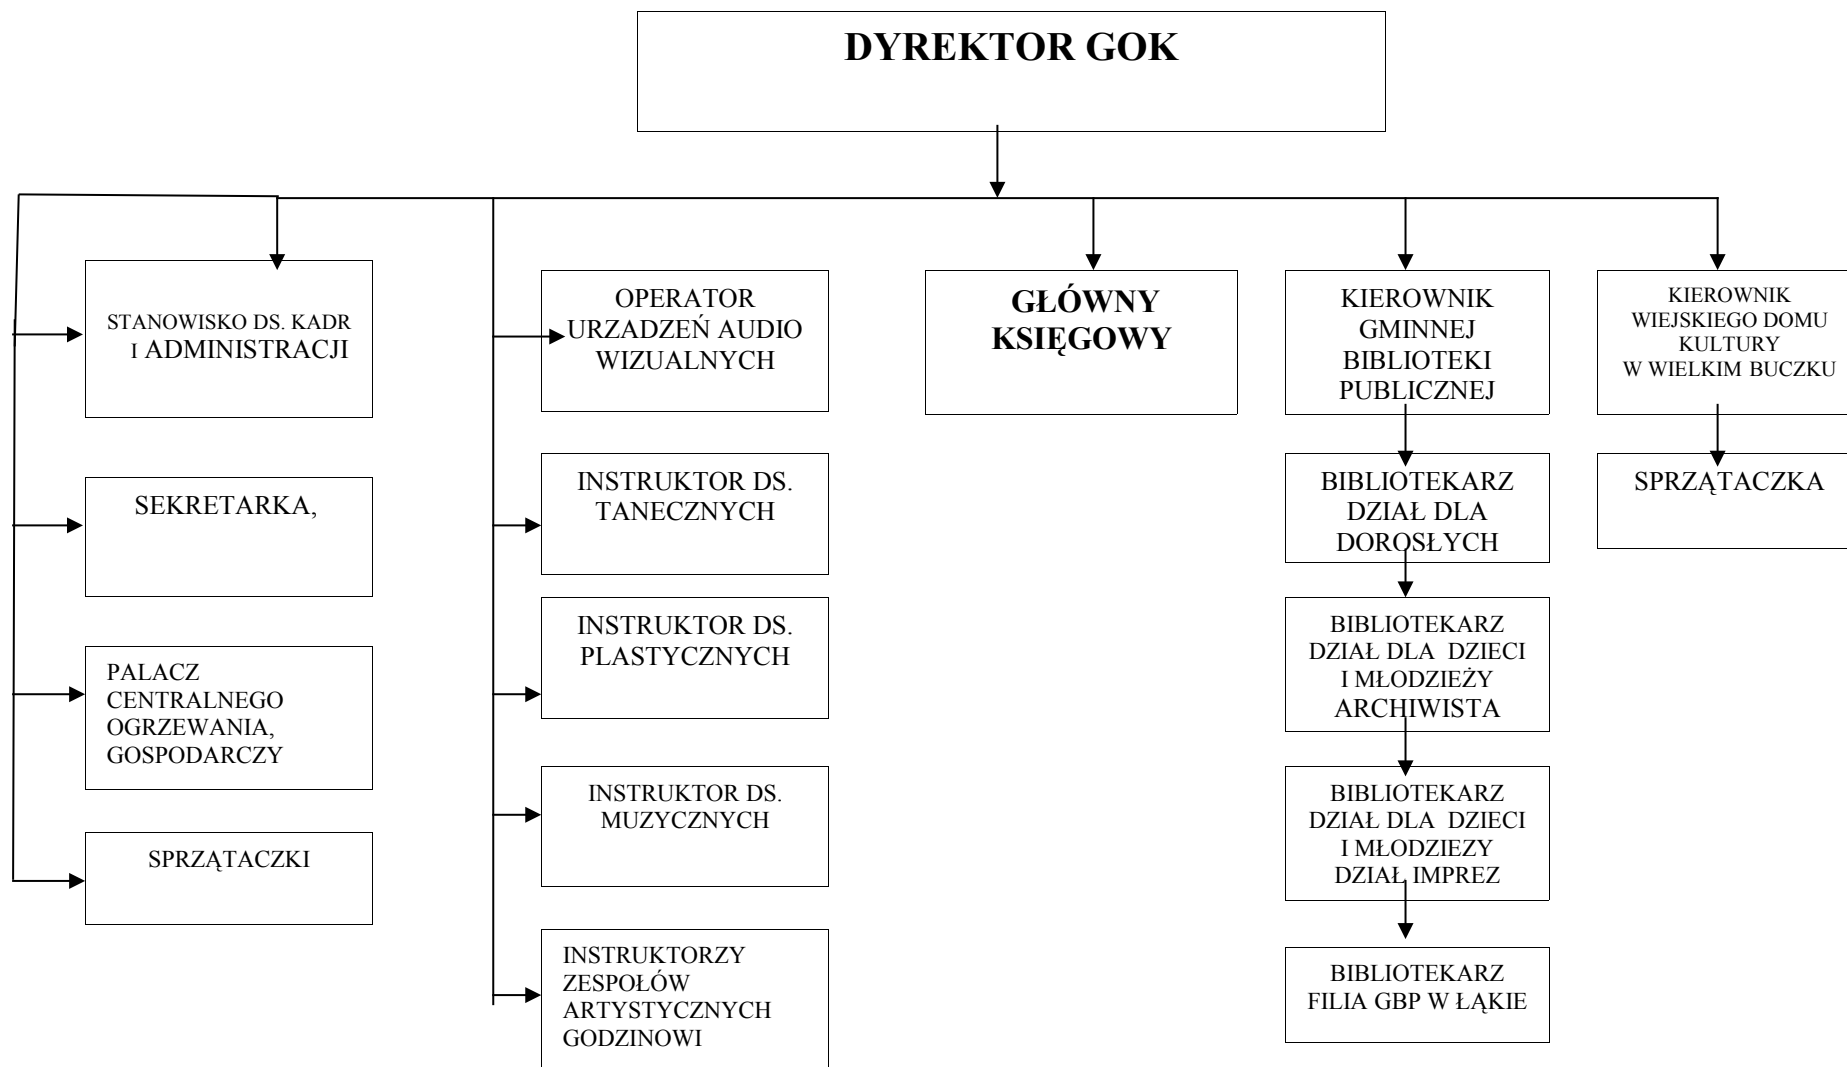 DYREKTOR GOK
STANOWISKO DS. KADR
I ADMINISTRACJI
SEKRETARKA,
PALACZ
CENTRALNEGO
OGRZEWANIA,
GOSPODARCZY
SPRZĄTACZKI
OPERATOR
URZADZEŃ AUDIO
WIZUALNYCH
INSTRUKTOR DS.
TANECZNYCH
INSTRUKTOR DS.
PLASTYCZNYCH
INSTRUKTOR DS.
MUZYCZNYCH
INSTRUKTORZY
ZESPOŁÓW
ARTYSTYCZNYCH
GODZINOWI
GŁÓWNY
KSIĘGOWY
KIEROWNIK
GMINNEJ
BIBLIOTEKI
PUBLICZNEJ
BIBLIOTEKARZ
DZIAŁ DLA
DOROSŁYCH
BIBLIOTEKARZ
DZIAŁ DLA DZIECI
I MŁODZIEŻY
ARCHIWISTA
BIBLIOTEKARZ
DZIAŁ DLA DZIECI
I MŁODZIEZY
DZIAŁ IMPREZ
BIBLIOTEKARZ
FILIA GBP W ŁĄKIE
KIEROWNIK
WIEJSKIEGO DOMU
KULTURY
W WIELKIM BUCZKU
SPRZĄTACZKA